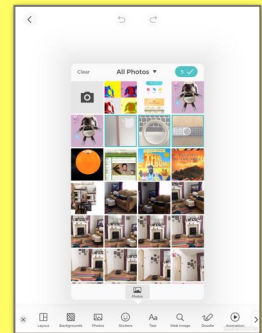 Clear
All Photos ▼
5 ✓
Photos
Layout
Backgrounds
Photos
Stickers
Text
Web Image
Doodle
Animation